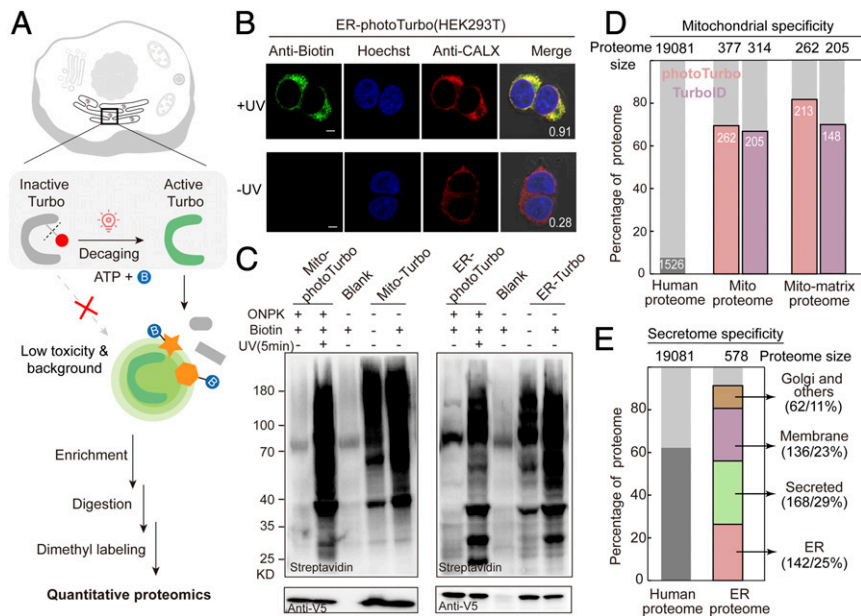 A
Inactive
Turbo
Active
Turbo
Decaging
ATP + B
B
Low toxicity &
background
B
Enrichment
Digestion
Dimethyl labeling
Quantitative proteomics
B
ER-photoTurbo(HEK293T)
Anti-Biotin Hoechst Anti-CALX Merge
+UV
0.91
-UV
0.28
C
Mito-
photoTurbo
Blank
Mito-Turbo
ER-
photoTurbo
Blank
ER-Turbo
ONPK + + - - - + + - - -
Biotin + + + - + + + + - +
UV(5min) - + - - - - + - - -
180
100
70
40
35
25
KD
Streptavidin
Streptavidin
Anti-V5
Anti-V5
D
Mitochondrial specificity
Proteome
size
19081 377 314 262 205
photoTurbo
TurboID
Percentage of proteome
80
60
40
20
0
1526
262
205
213
148
Human
proteome
Mito
proteome
Mito-matrix
proteome
E
Secretome specificity
19081 578 Proteome size
Percentage of proteome
80
60
40
20
0
Golgi and
others
(62/11%)
Membrane
(136/23%)
Secreted
(168/29%)
ER
(142/25%)
Human
proteome
ER
proteome